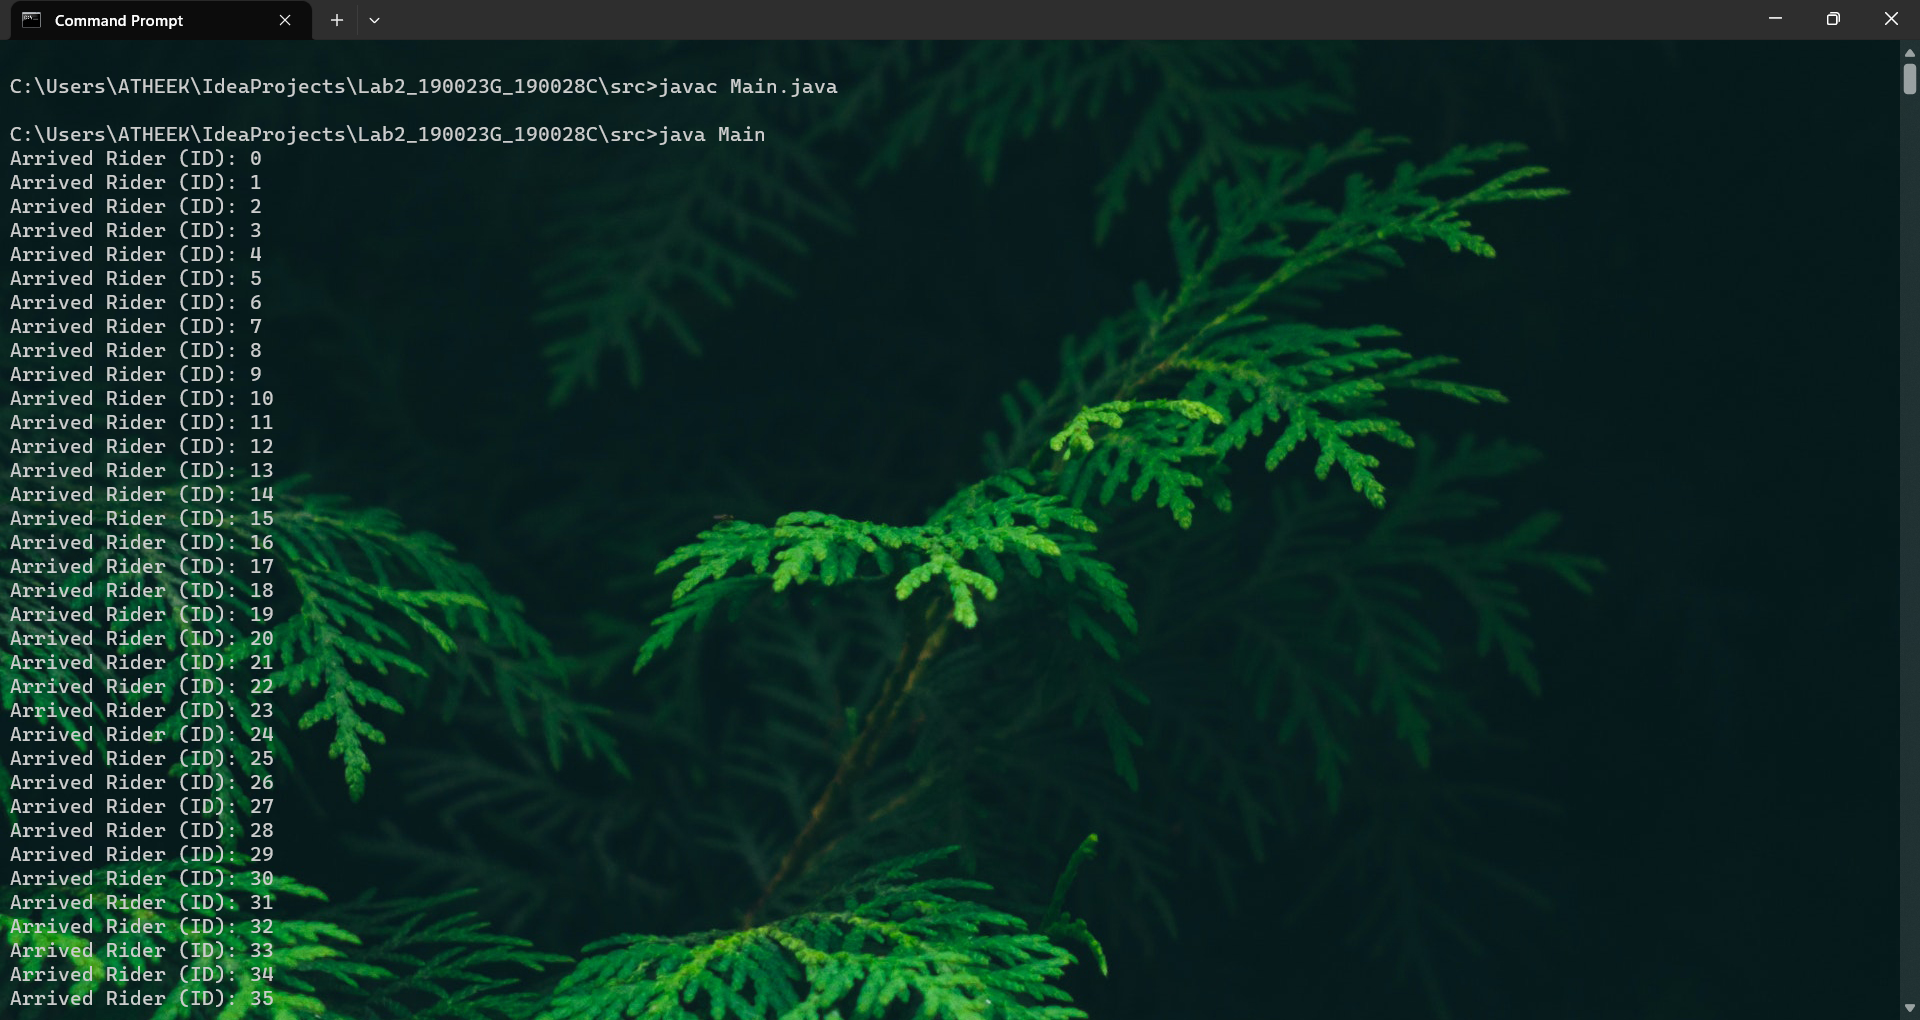 Command Prompt
C:\Users\ATHEEK\IdeaProjects\Lab2_190023G_190028C\src>javac Main.java
C:\Users\ATHEEK\IdeaProjects\Lab2_190023G_190028C\src>java Main
Arrived Rider (ID): 0
Arrived Rider (ID): 1
Arrived Rider (ID): 2
Arrived Rider (ID): 3
Arrived Rider (ID): 4
Arrived Rider (ID): 5
Arrived Rider (ID): 6
Arrived Rider (ID): 7
Arrived Rider (ID): 8
Arrived Rider (ID): 9
Arrived Rider (ID): 10
Arrived Rider (ID): 11
Arrived Rider (ID): 12
Arrived Rider (ID): 13
Arrived Rider (ID): 14
Arrived Rider (ID): 15
Arrived Rider (ID): 16
Arrived Rider (ID): 17
Arrived Rider (ID): 18
Arrived Rider (ID): 19
Arrived Rider (ID): 20
Arrived Rider (ID): 21
Arrived Rider (ID): 22
Arrived Rider (ID): 23
Arrived Rider (ID): 24
Arrived Rider (ID): 25
Arrived Rider (ID): 26
Arrived Rider (ID): 27
Arrived Rider (ID): 28
Arrived Rider (ID): 29
Arrived Rider (ID): 30
Arrived Rider (ID): 31
Arrived Rider (ID): 32
Arrived Rider (ID): 33
Arrived Rider (ID): 34
Arrived Rider (ID): 35